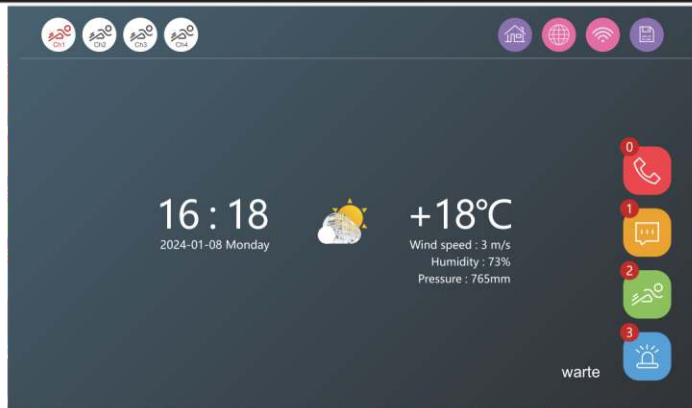 Ch1 Ch2 Ch3 Ch4
0
16 : 18
+18°C
1
2024-01-08 Monday
Wind speed : 3 m/s
Humidity : 73%
2
Pressure : 765mm
3
warte